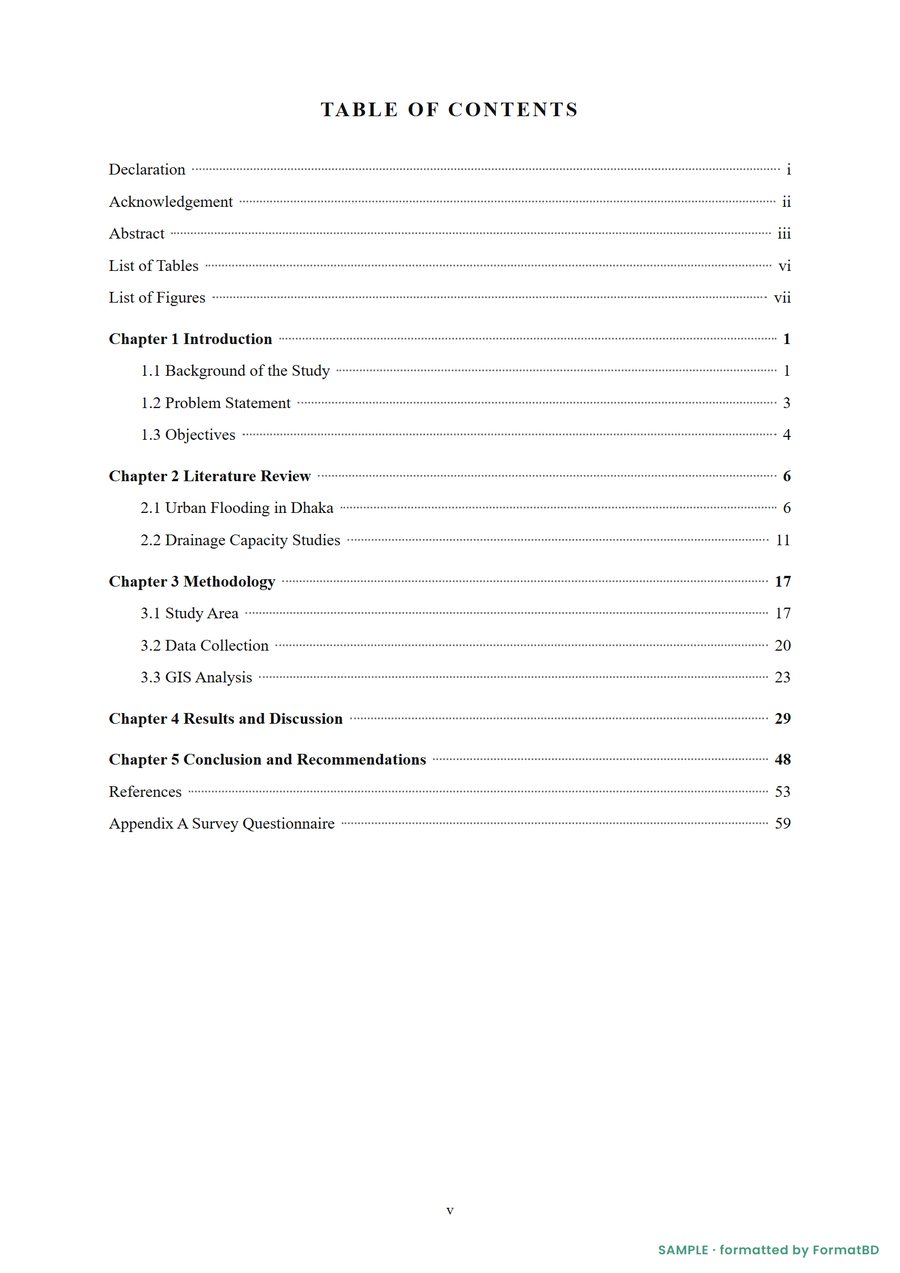 TABLE OF CONTENTS
Declaration i
Acknowledgement ii
Abstract iii
List of Tables vi
List of Figures vii
Chapter 1 Introduction 1
1.1 Background of the Study 1
1.2 Problem Statement 3
1.3 Objectives 4
Chapter 2 Literature Review 6
2.1 Urban Flooding in Dhaka 6
2.2 Drainage Capacity Studies 11
Chapter 3 Methodology 17
3.1 Study Area 17
3.2 Data Collection 20
3.3 GIS Analysis 23
Chapter 4 Results and Discussion 29
Chapter 5 Conclusion and Recommendations 48
References 53
Appendix A Survey Questionnaire 59
v
SAMPLE · formatted by FormatBD